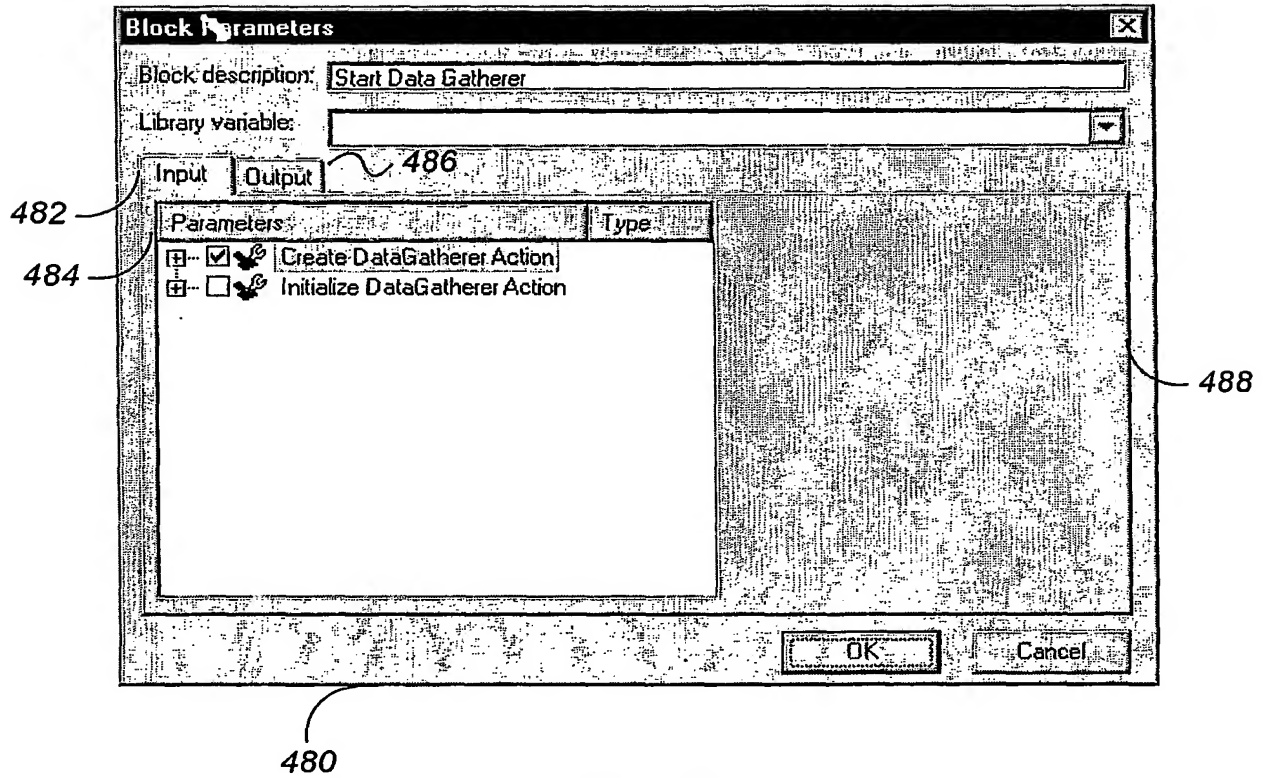 Block Parameters
Block description: Start Data Gatherer
Library variable:
Input Output 486
482
Parameters Type
484
Create DataGatherer Action
Initialize DataGatherer Action
488
OK Cancel
480